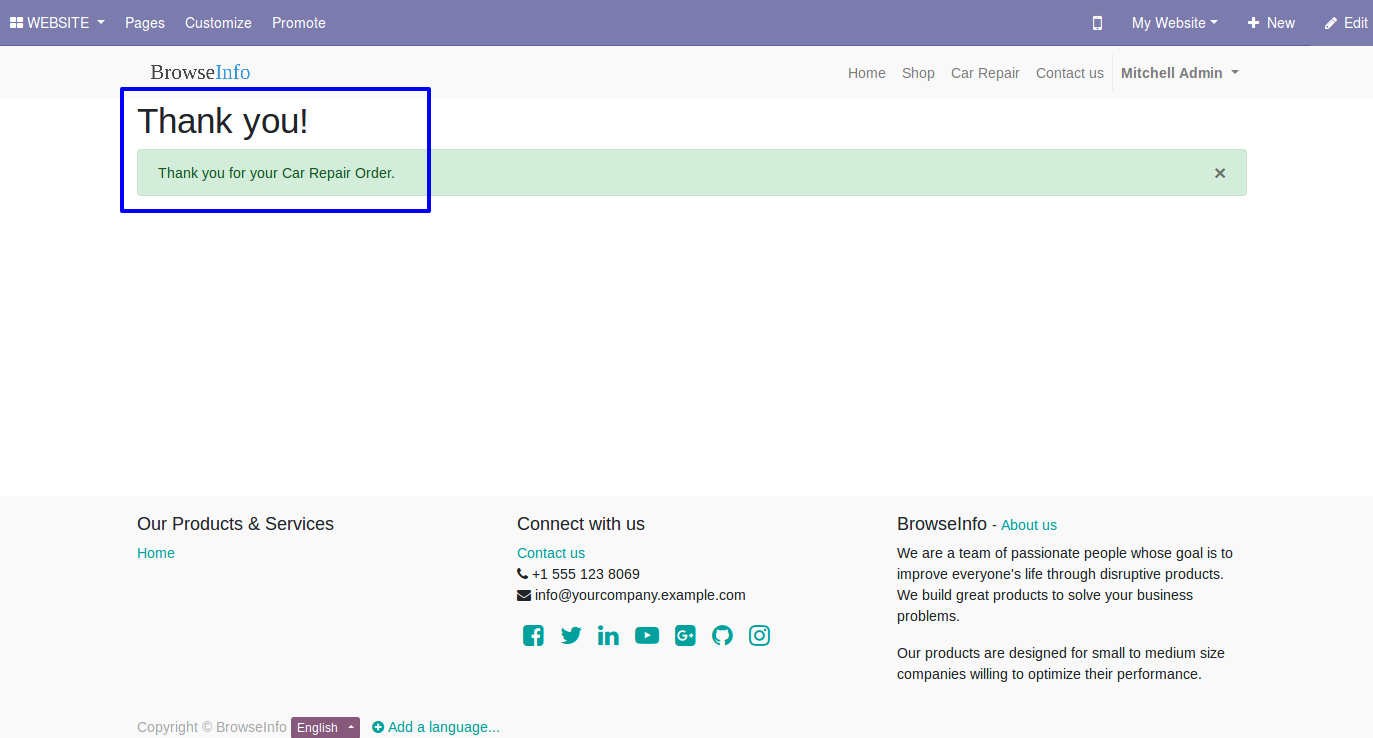 WEBSITE Pages Customize Promote My Website New Edit
BrowseInfo Home Shop Car Repair Contact us Mitchell Admin
Thank you!
Thank you for your Car Repair Order. ×
Our Products & Services
Home
Connect with us
Contact us
+1 555 123 8069
info@yourcompany.example.com
BrowseInfo - About us
We are a team of passionate people whose goal is to
improve everyone's life through disruptive products.
We build great products to solve your business
problems.
Our products are designed for small to medium size
companies willing to optimize their performance.
Copyright © BrowseInfo English Add a language...